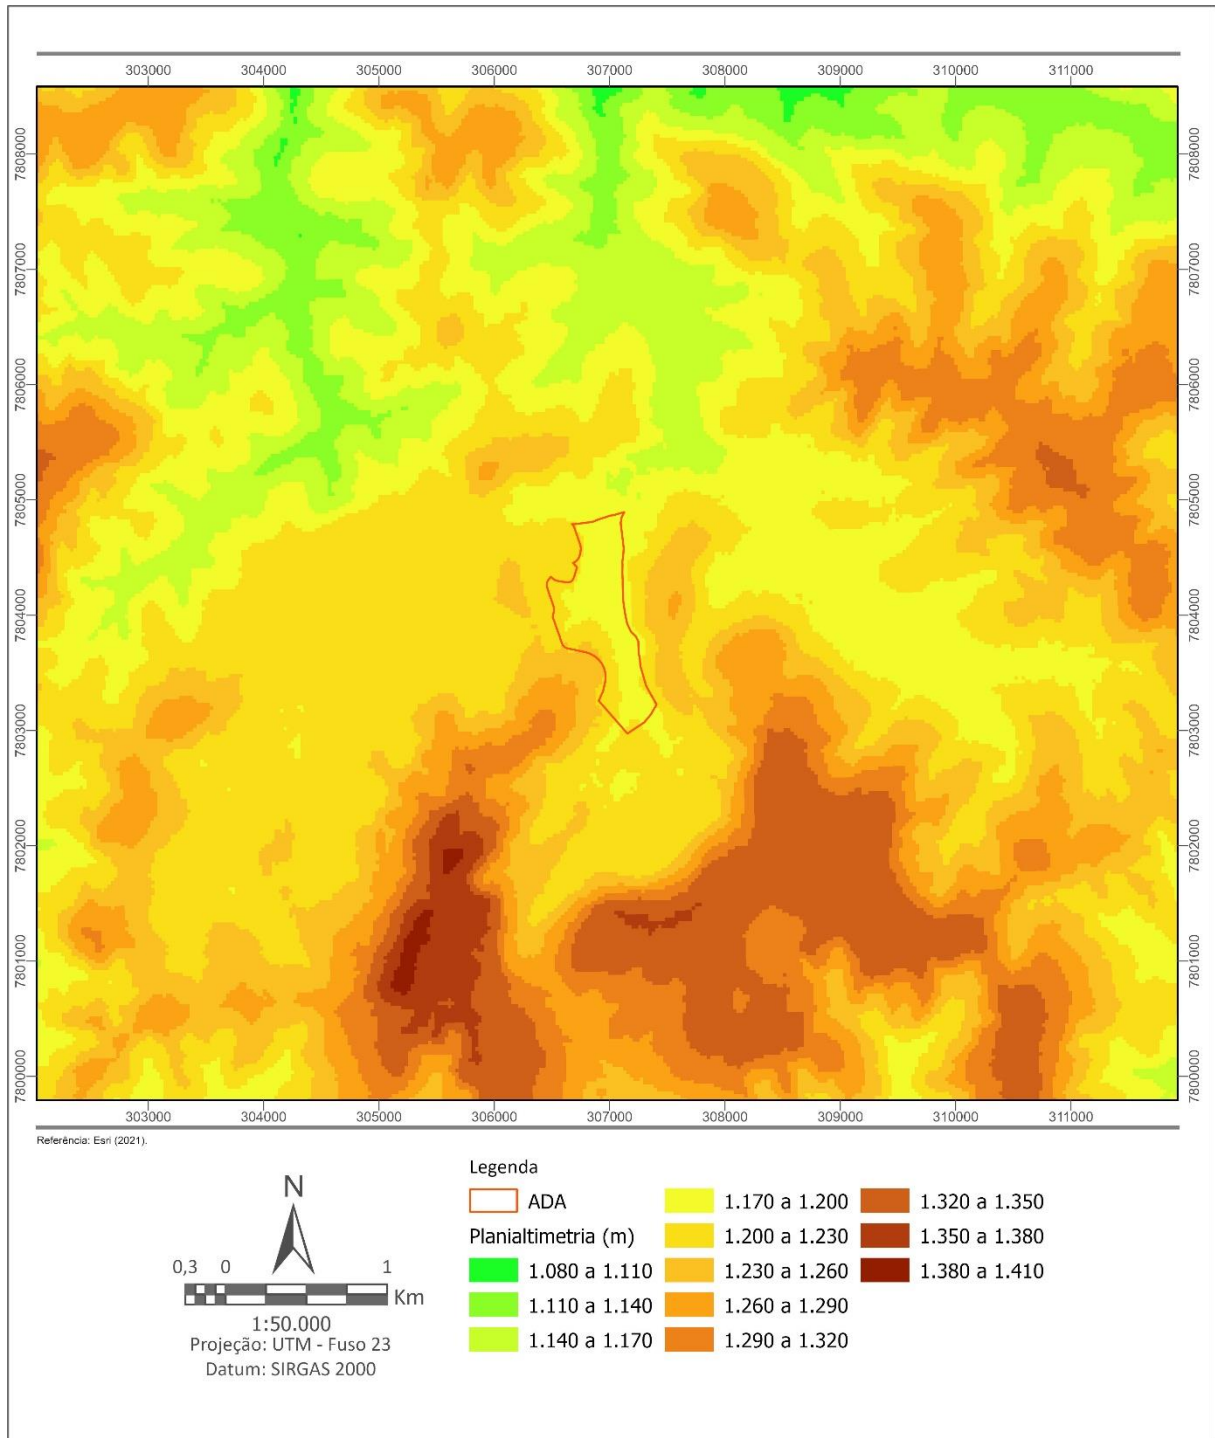 303000 304000 305000 306000 307000 308000 309000 310000 311000
7808000 7808000
7807000 7807000
7806000 7806000
7805000 7805000
7804000 7804000
7803000 7803000
7802000 7802000
7801000 7801000
7800000 7800000
303000 304000 305000 306000 307000 308000 309000 310000 311000
Referência: Esri (2021).
N
0,3 0 1
Km
1:50.000
Projeção: UTM - Fuso 23
Datum: SIRGAS 2000
Legenda
ADA
Planialtimetria (m)
1.080 a 1.110
1.110 a 1.140
1.140 a 1.170
1.170 a 1.200
1.200 a 1.230
1.230 a 1.260
1.260 a 1.290
1.290 a 1.320
1.320 a 1.350
1.350 a 1.380
1.380 a 1.410